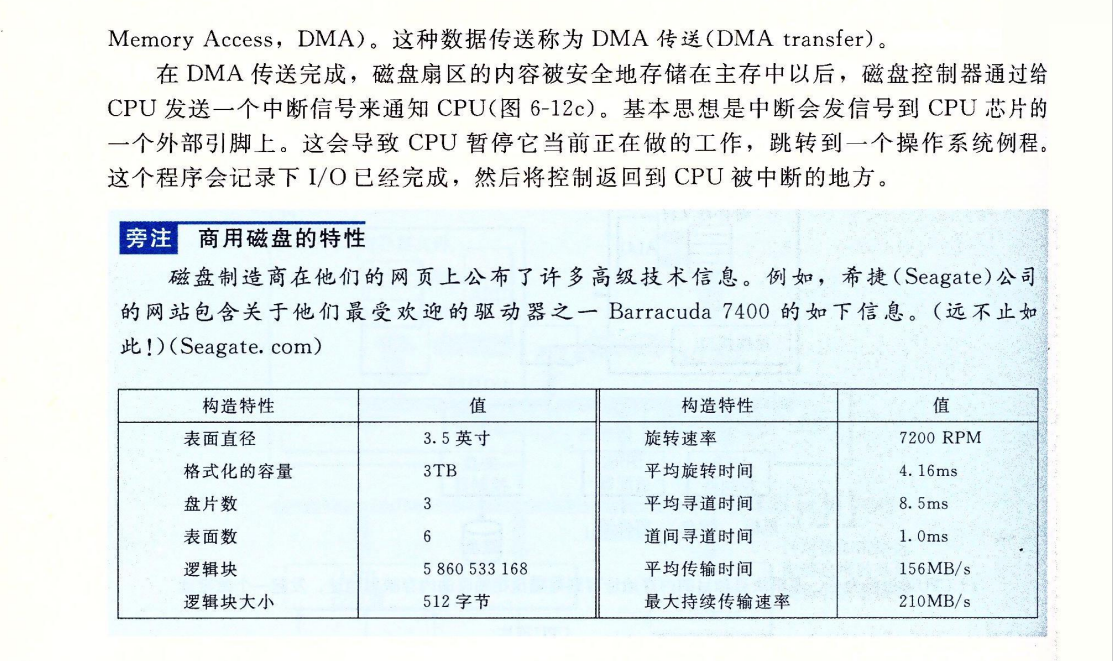 Memory Access，DMA）。这种数据传送称为 DMA 传送(DMA transfer)。
在 DMA 传送完成，磁盘扇区的内容被安全地存储在主存中以后，磁盘控制器通过给
CPU 发送一个中断信号来通知 CPU(图 6-12c)。基本思想是中断会发信号到 CPU 芯片的
一个外部引脚上。这会导致 CPU 暂停它当前正在做的工作，跳转到一个操作系统例程。
这个程序会记录下 I/O 已经完成，然后将控制返回到 CPU 被中断的地方。
旁注 商用磁盘的特性
磁盘制造商在他们的网页上公布了许多高级技术信息。例如，希捷(Seagate)公司
的网站包含关于他们最受欢迎的驱动器之一 Barracuda 7400 的如下信息。(远不止如
此!)(Seagate.com)
构造特性 值 构造特性 值
表面直径 3.5 英寸 旋转速率 7200 RPM
格式化的容量 3TB 平均旋转时间 4.16ms
盘片数 3 平均寻道时间 8.5ms
表面数 6 道间寻道时间 1.0ms
逻辑块 5 860 533 168 平均传输时间 156MB/s
逻辑块大小 512 字节 最大持续传输速率 210MB/s